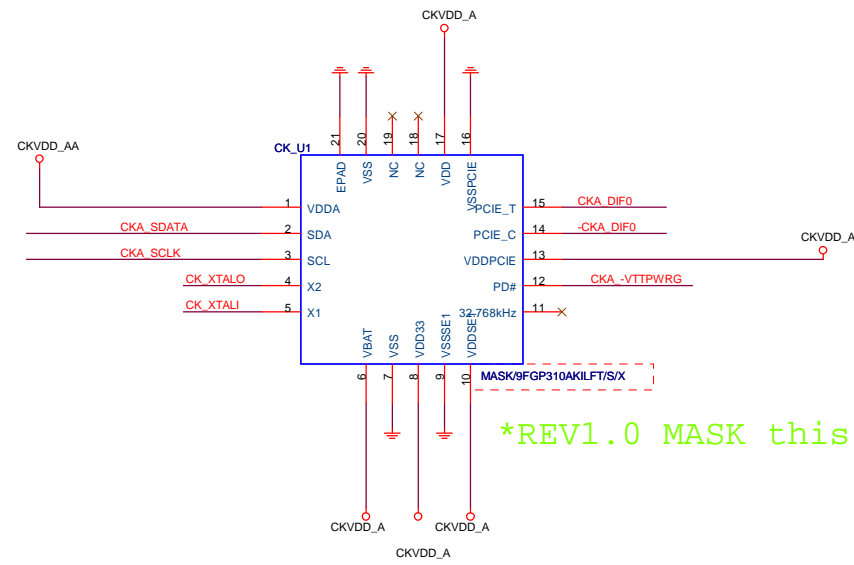 CKVDD_A
CK_U1
CKVDD_AA
21
20
19
18
17
16
EPAD
VSS
NC
NC
VDD
VSSPCIE
1
VDDA
PCIE_T
15
CKA_DIF0
CKA_SDATA
2
SDA
PCIE_C
14
-CKA_DIF0
CKVDD_A
CKA_SCLK
3
SCL
VDDPCIE
13
CK_XTALO
4
X2
PD#
12
CKA_-VTTPWRG
CK_XTALI
5
X1
32.768kHz
11
VBAT
VSS
VDD33
VSSSE1
VDDSE1
6
7
8
9
10
MASK/9FGP310AKILFT/S/X
*REV1.0 MASK this
CKVDD_A
CKVDD_A
CKVDD_A